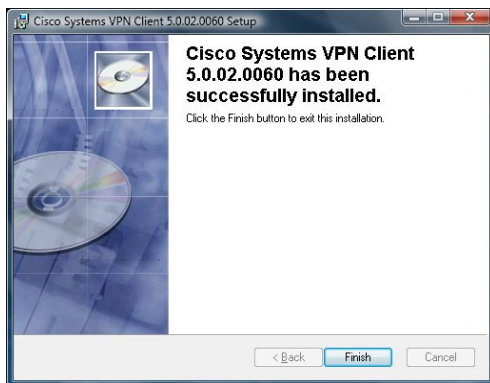 Cisco Systems VPN Client 5.0.02.0060 Setup
Cisco Systems VPN Client
5.0.02.0060 has been
successfully installed.
Click the Finish button to exit this installation.
< Back
Finish
Cancel